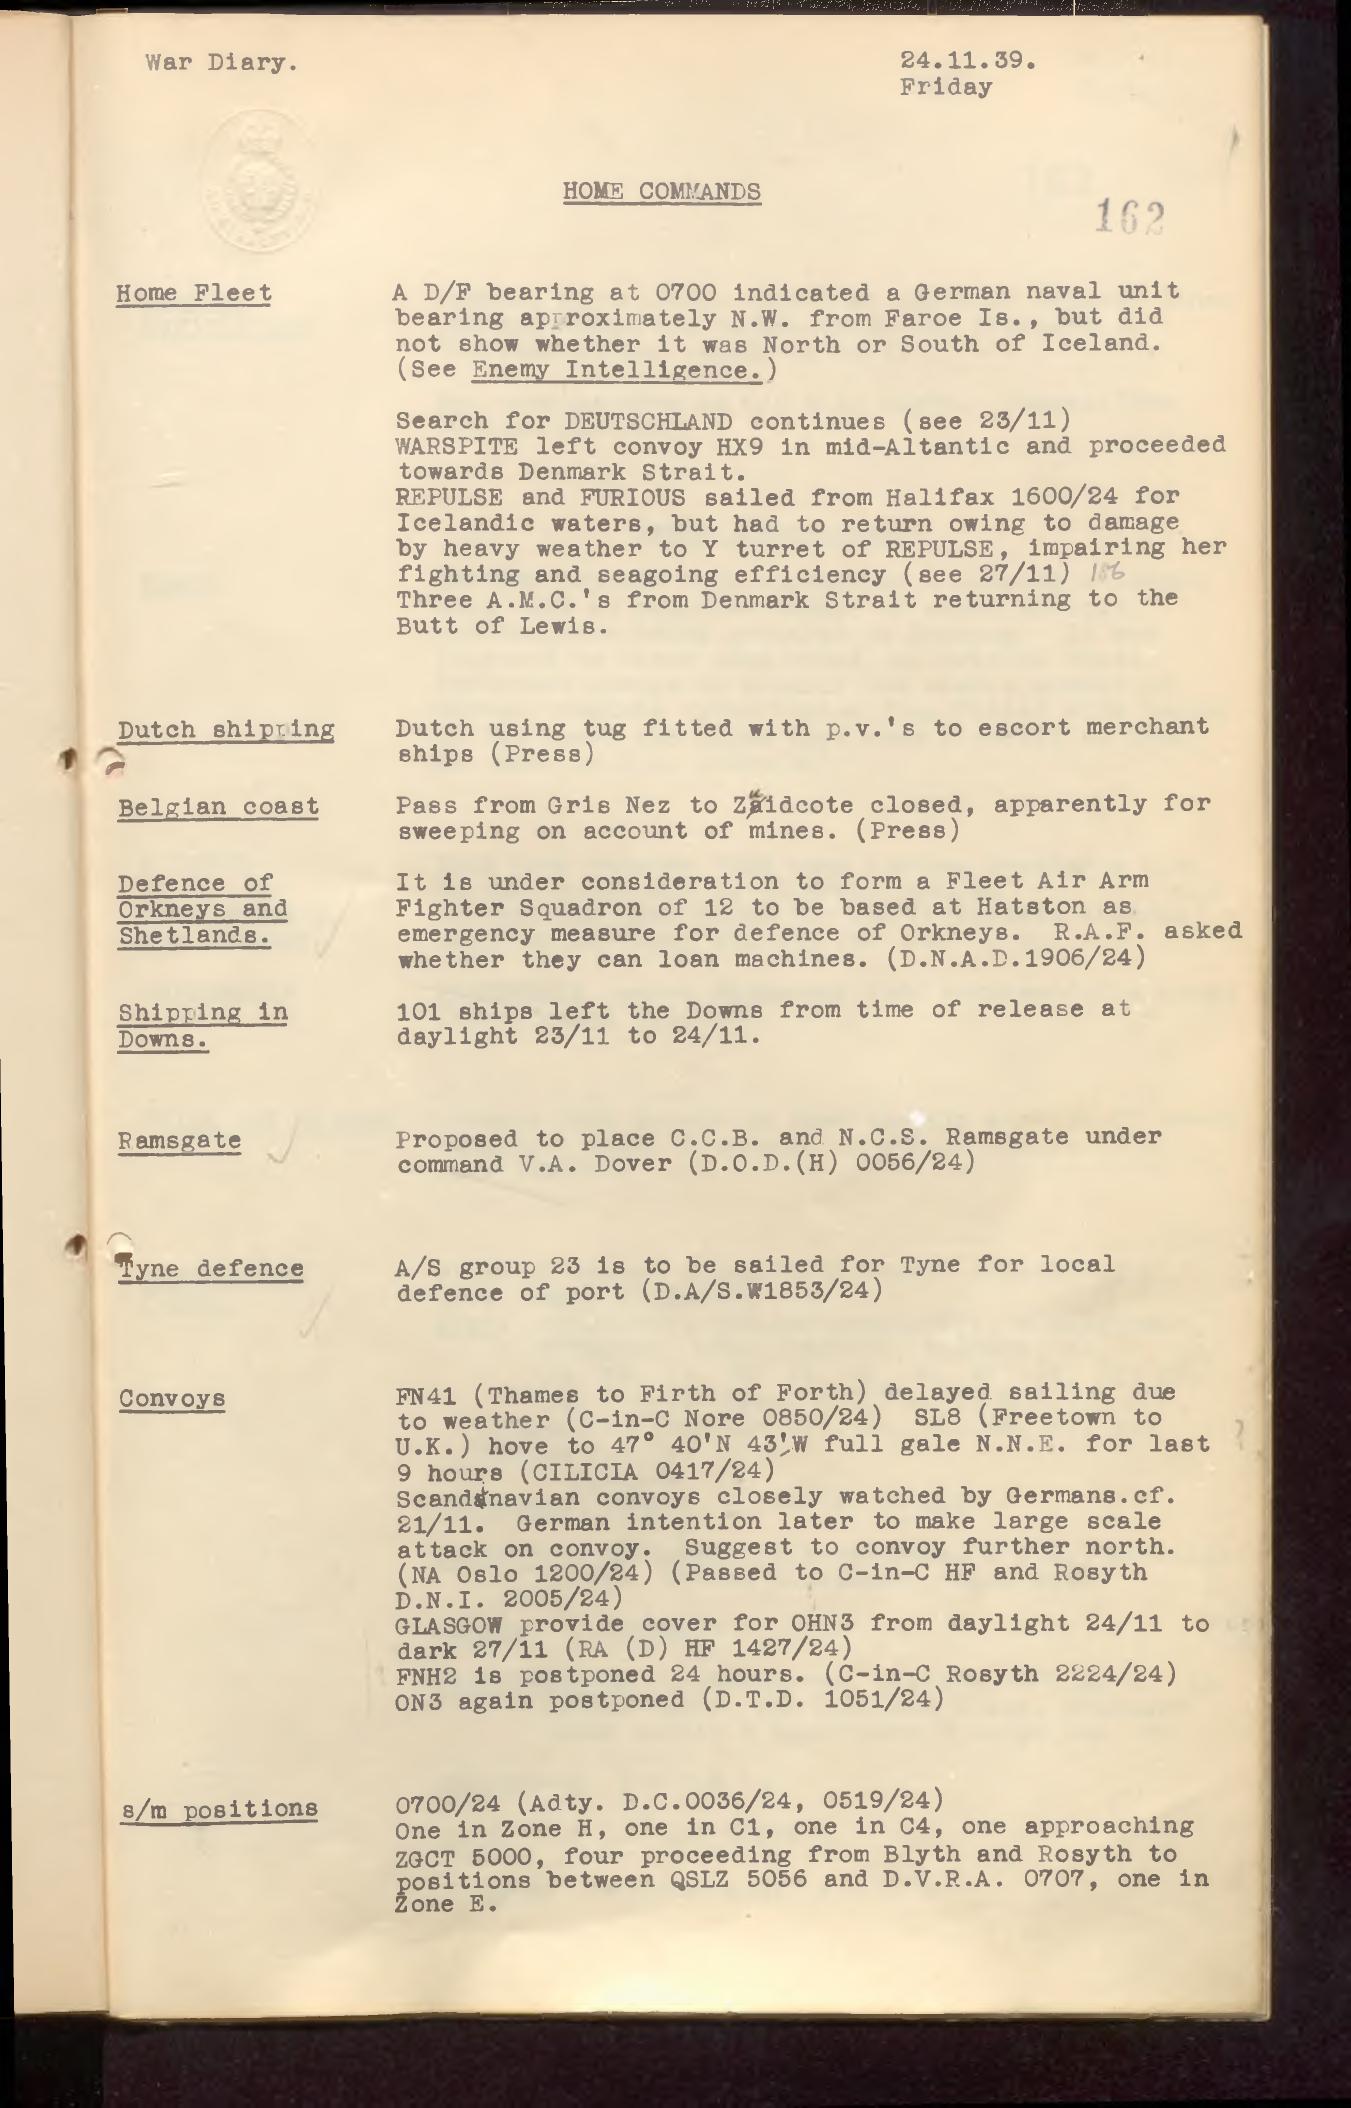 War Diary.
24.11.39.
Friday
HOME COMMANDS
162
Home Fleet
A D/F bearing at 0700 indicated a German naval unit
bearing approximately N.W. from Faroe Is., but did
not show whether it was North or South of Iceland.
(See Enemy Intelligence.)
Search for DEUTSCHLAND continues (see 23/11)
WARSPITE left convoy HX9 in mid-Altantic and proceeded
towards Denmark Strait.
REPULSE and FURIOUS sailed from Halifax 1600/24 for
Icelandic waters, but had to return owing to damage
by heavy weather to Y turret of REPULSE, impairing her
fighting and seagoing efficiency (see 27/11) 186
Three A.M.C.'s from Denmark Strait returning to the
Butt of Lewis.
Dutch shipping
Dutch using tug fitted with p.v.'s to escort merchant
ships (Press)
Belgian coast
Pass from Gris Nez to Zuidcote closed, apparently for
sweeping on account of mines. (Press)
Defence of
Orkneys and
Shetlands.
It is under consideration to form a Fleet Air Arm
Fighter Squadron of 12 to be based at Hatston as
emergency measure for defence of Orkneys. R.A.F. asked
whether they can loan machines. (D.N.A.D.1906/24)
Shipping in
Downs.
101 ships left the Downs from time of release at
daylight 23/11 to 24/11.
Ramsgate
Proposed to place C.C.B. and N.C.S. Ramsgate under
command V.A. Dover (D.O.D.(H) 0056/24)
Tyne defence
A/S group 23 is to be sailed for Tyne for local
defence of port (D.A/S.W1853/24)
Convoys
FN41 (Thames to Firth of Forth) delayed sailing due
to weather (C-in-C Nore 0850/24) SL8 (Freetown to
U.K.) hove to 47° 40'N 43'W full gale N.N.E. for last
9 hours (CILICIA 0417/24)
Scandinavian convoys closely watched by Germans.cf.
21/11. German intention later to make large scale
attack on convoy. Suggest to convoy further north.
(NA Oslo 1200/24) (Passed to C-in-C HF and Rosyth
D.N.I. 2005/24)
GLASGOW provide cover for OHN3 from daylight 24/11 to
dark 27/11 (RA (D) HF 1427/24)
FNH2 is postponed 24 hours. (C-in-C Rosyth 2224/24)
ON3 again postponed (D.T.D. 1051/24)
s/m positions
0700/24 (Adty. D.C.0036/24, 0519/24)
One in Zone H, one in C1, one in C4, one approaching
ZGCT 5000, four proceeding from Blyth and Rosyth to
positions between QSLZ 5056 and D.V.R.A. 0707, one in
Zone E.